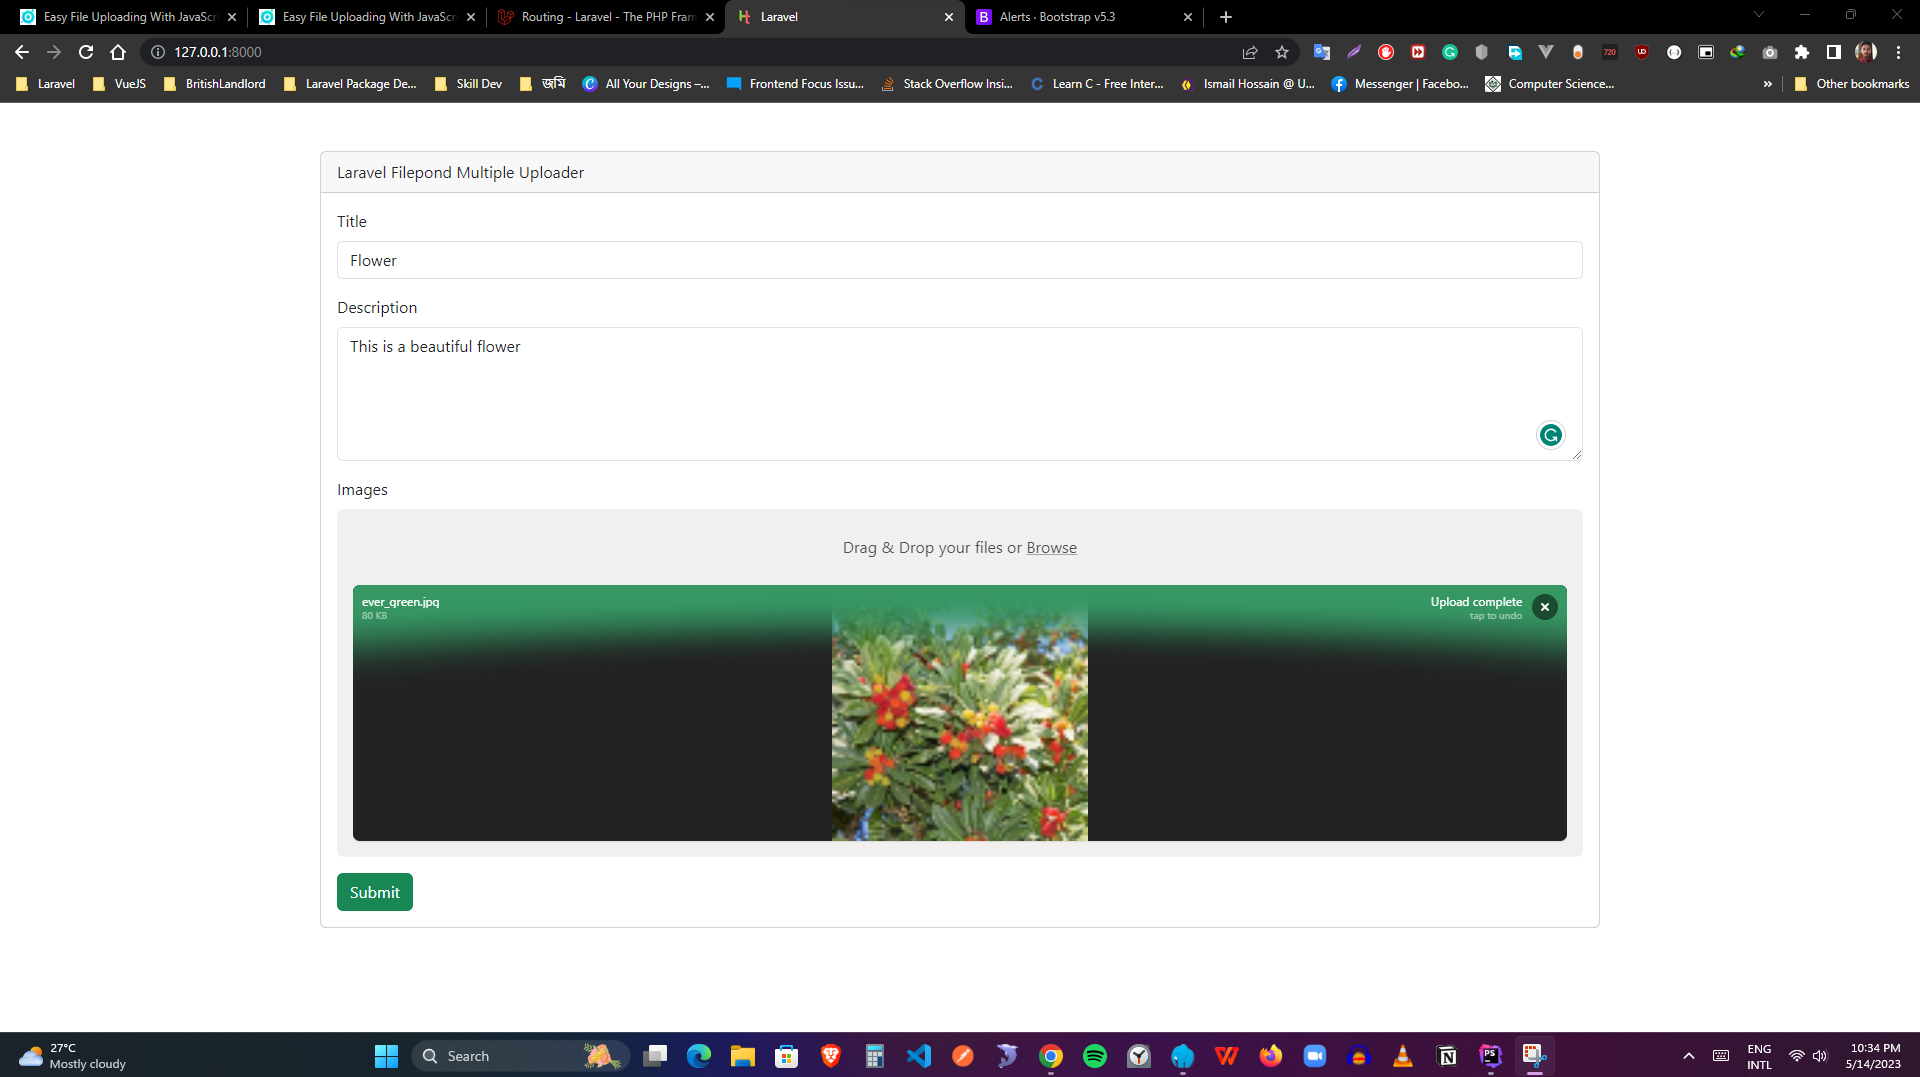 Easy File Uploading With JavaScr
Easy File Uploading With JavaScr
Routing - Laravel - The PHP Fram
Laravel
B
Alerts · Bootstrap v5.3
127.0.0.1:8000
720
Laravel
VueJS
BritishLandlord
Laravel Package De...
Skill Dev
জমি
All Your Designs –...
Frontend Focus Issu...
Stack Overflow Insi...
Learn C - Free Inter...
Ismail Hossain @ U...
Messenger | Facebo...
Computer Science...
»
Other bookmarks
Laravel Filepond Multiple Uploader
Title
Flower
Description
This is a beautiful flower
Images
Drag & Drop your files or Browse
ever_green.jpg
80 KB
Upload complete
tap to undo
Submit
27°C
Mostly cloudy
Search
ENG
INTL
10:34 PM
5/14/2023